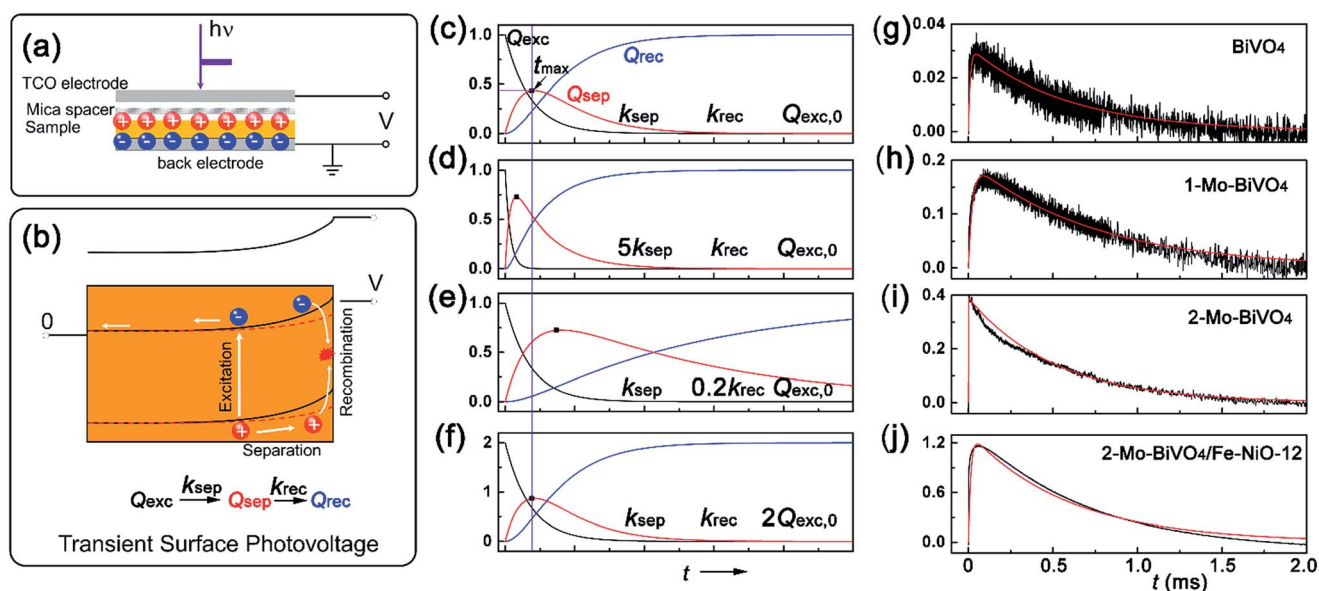 (a)
hν
TCO electrode
Mica spacer
Sample
+ + + + + + +
- - - - - - -
back electrode
V
(b)
0
V
Excitation
Separation
Recombination
Qexc ksep Qsep krec Qrec
Transient Surface Photovoltage
(c)
1.0
0.5
0.0
Qexc
tmax
Qrec
Qsep
ksep krec Qexc,0
(d)
1.0
0.5
0.0
5ksep krec Qexc,0
(e)
1.0
0.5
0.0
ksep 0.2krec Qexc,0
(f)
2
1
0
ksep krec 2Qexc,0
t
(g)
0.04
0.02
0.00
BiVO4
(h)
0.2
0.1
0.0
1-Mo-BiVO4
(i)
0.4
0.2
0.0
2-Mo-BiVO4
(j)
1.2
0.6
0.0
2-Mo-BiVO4/Fe-NiO-12
0 0.5 1.0 1.5 2.0
t (ms)